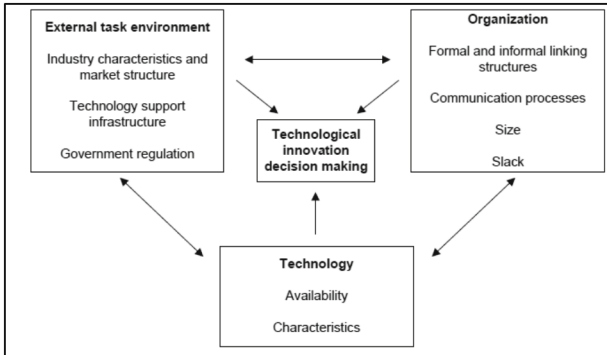 External task environment
Industry characteristics and
market structure
Technology support
infrastructure
Government regulation
Organization
Formal and informal linking
structures
Communication processes
Size
Slack
Technological
innovation
decision making
Technology
Availability
Characteristics